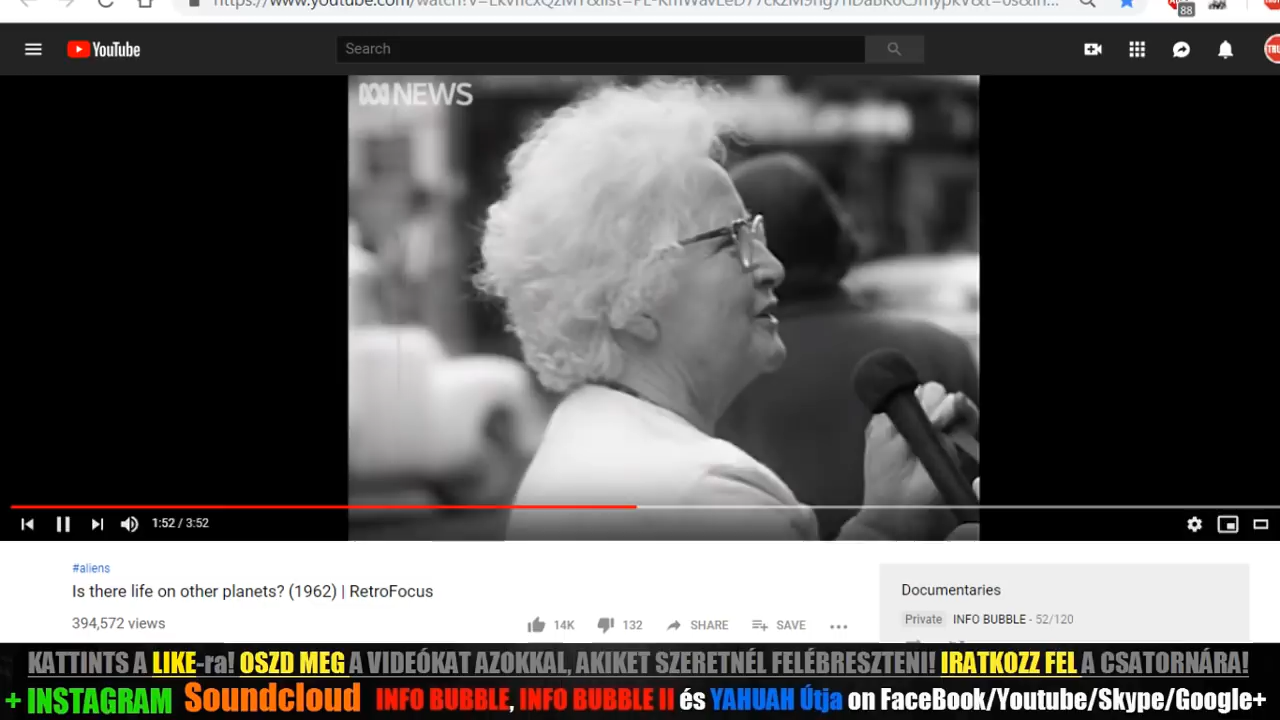 YouTube
Search
88
NEWS
1:52 / 3:52
#aliens
Is there life on other planets? (1962) | RetroFocus
394,572 views
14K
132
SHARE
SAVE
Documentaries
Private INFO BUBBLE - 52/120
KATTINTS A LIKE-ra! OSZD MEG A VIDEÓKAT AZOKKAL, AKIKET SZERETNÉL FELÉBRESZTENI! IRATKOZZ FEL A CSATORNÁRA!
+ INSTAGRAM Soundcloud INFO BUBBLE, INFO BUBBLE II és YAHUAH Útja on FaceBook/Youtube/Skype/Google+